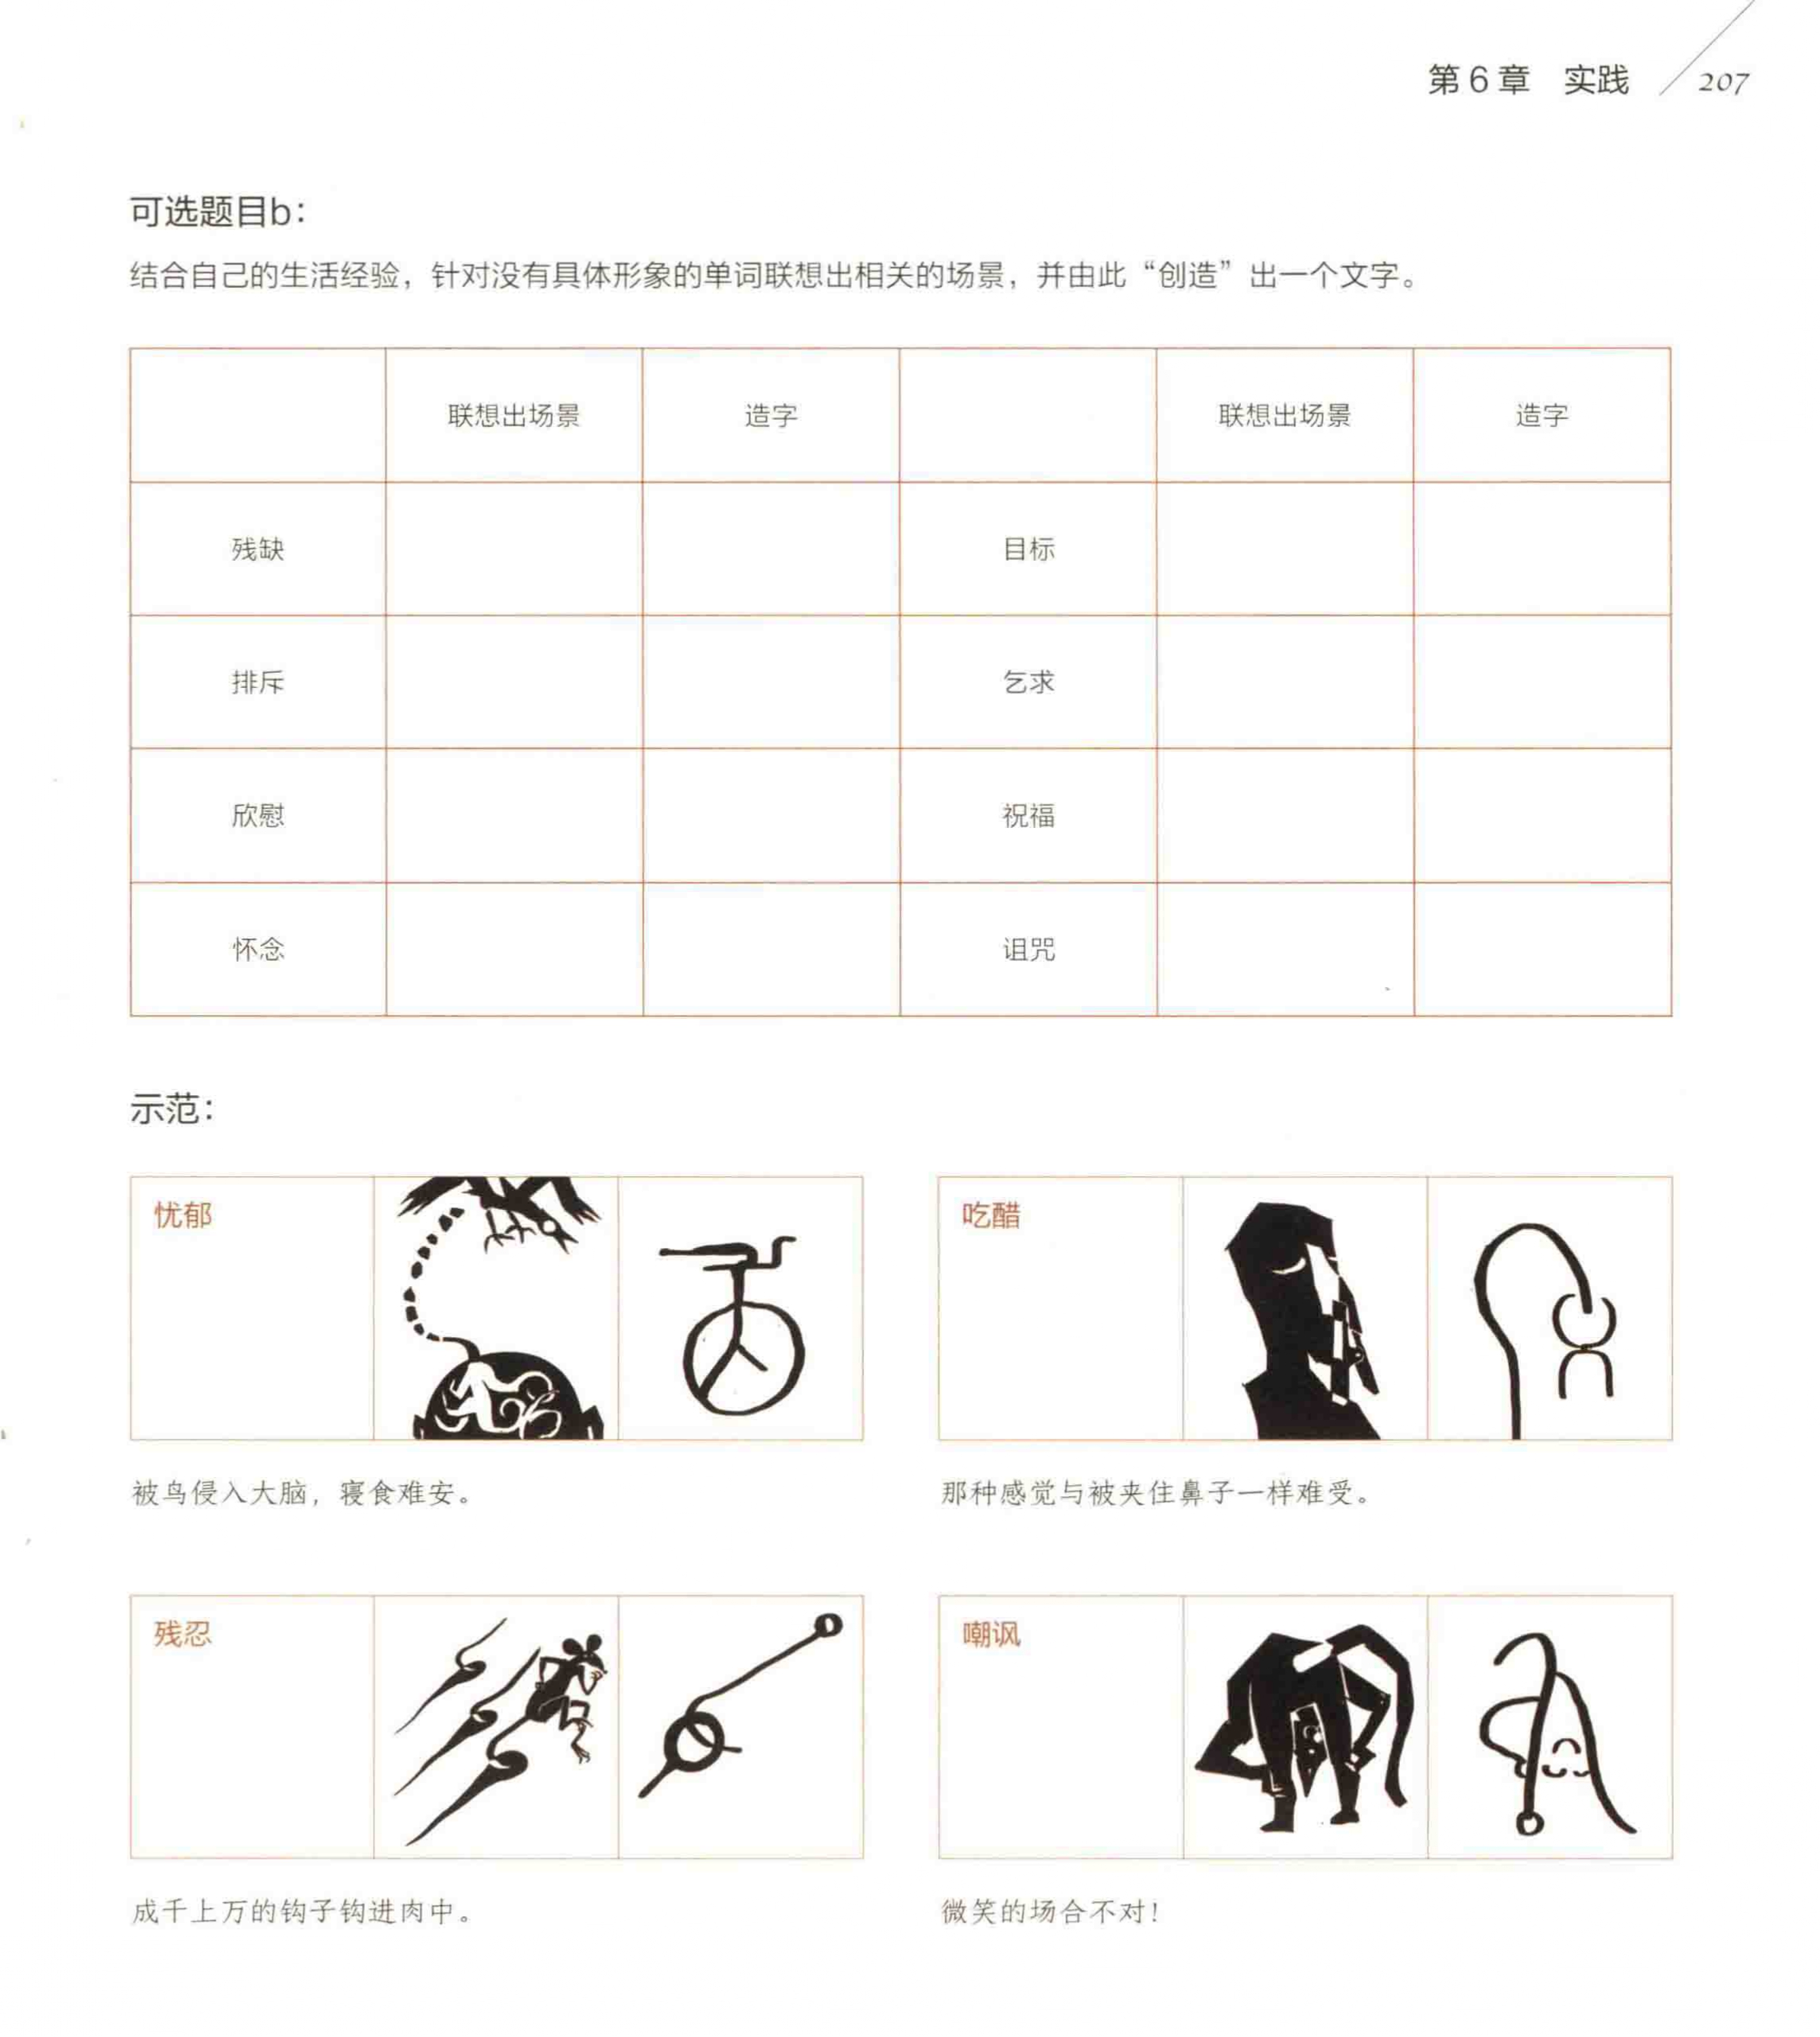 第6章 实践 207
可选题目b：
结合自己的生活经验，针对没有具体形象的单词联想出相关的场景，并由此“创造”出一个文字。
联想出场景 造字 联想出场景 造字
残缺 目标
排斥 乞求
欣慰 祝福
怀念 诅咒
示范：
忧郁 吃醋
被鸟侵入大脑，寝食难安。 那种感觉与被夹住鼻子一样难受。
残忍 嘲讽
成千上万的钩子钩进肉中。 微笑的场合不对！